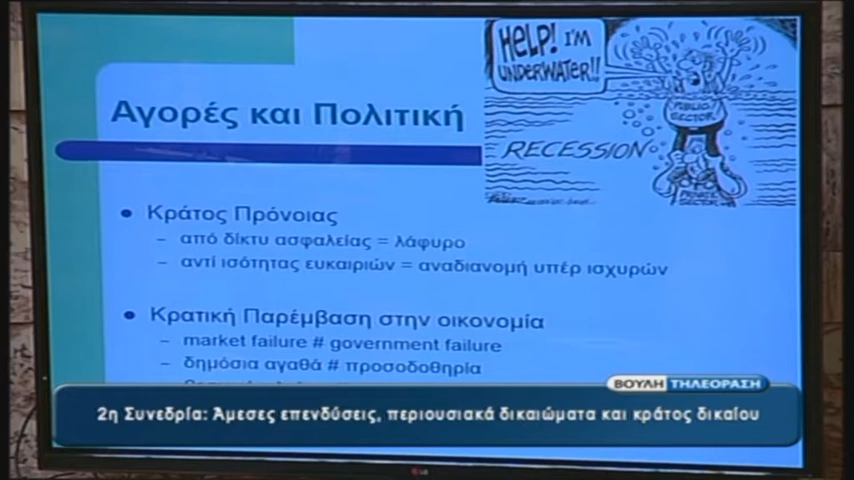 HELP! I'M
UNDERWATER!!
PUBLIC
SECTOR
RECESSION
PRIVATE
SECTOR
Αγορές και Πολιτική
Κράτος Πρόνοιας
– από δίκτυ ασφαλείας = λάφυρο
– αντί ισότητας ευκαιριών = αναδιανομή υπέρ ισχυρών
Κρατική Παρέμβαση στην οικονομία
– market failure # government failure
– δημόσια αγαθά # προσοδοθηρία
ΒΟΥΛΗ ΤΗΛΕΟΡΑΣΗ
2η Συνεδρία: Άμεσες επενδύσεις, περιουσιακά δικαιώματα και κράτος δικαίου
LG